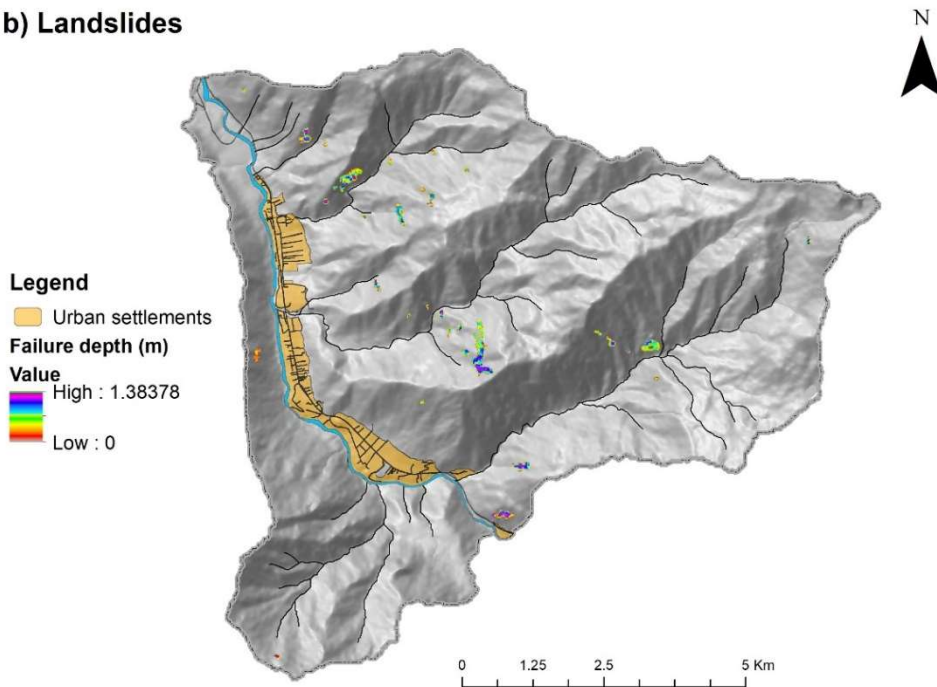 b) Landslides
N
Legend
Urban settlements
Failure depth (m)
Value
High : 1.38378
Low : 0
0 1.25 2.5 5 Km